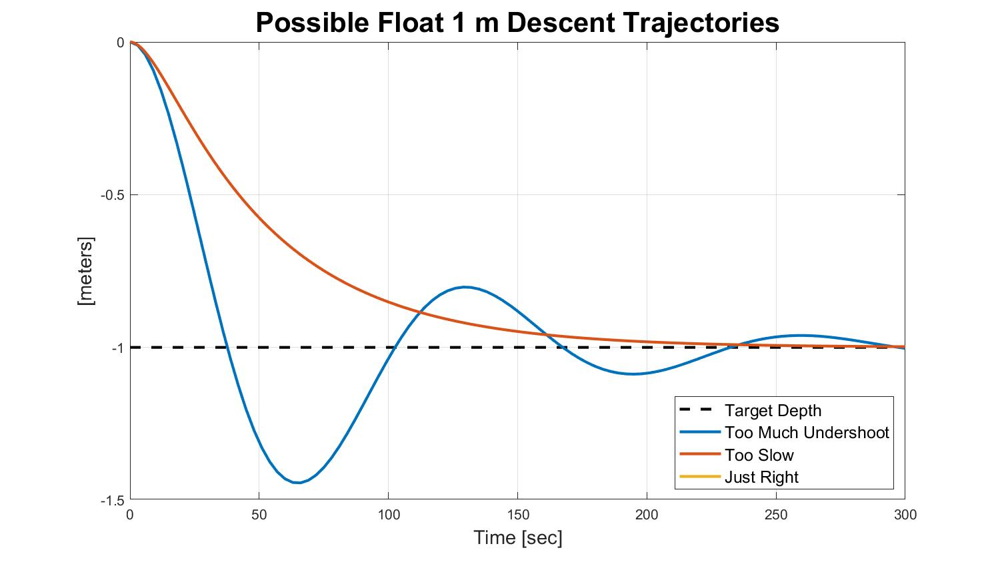 Possible Float 1 m Descent Trajectories
0
-0.5
-1
-1.5
[meters]
0 50 100 150 200 250 300
Time [sec]
Target Depth
Too Much Undershoot
Too Slow
Just Right